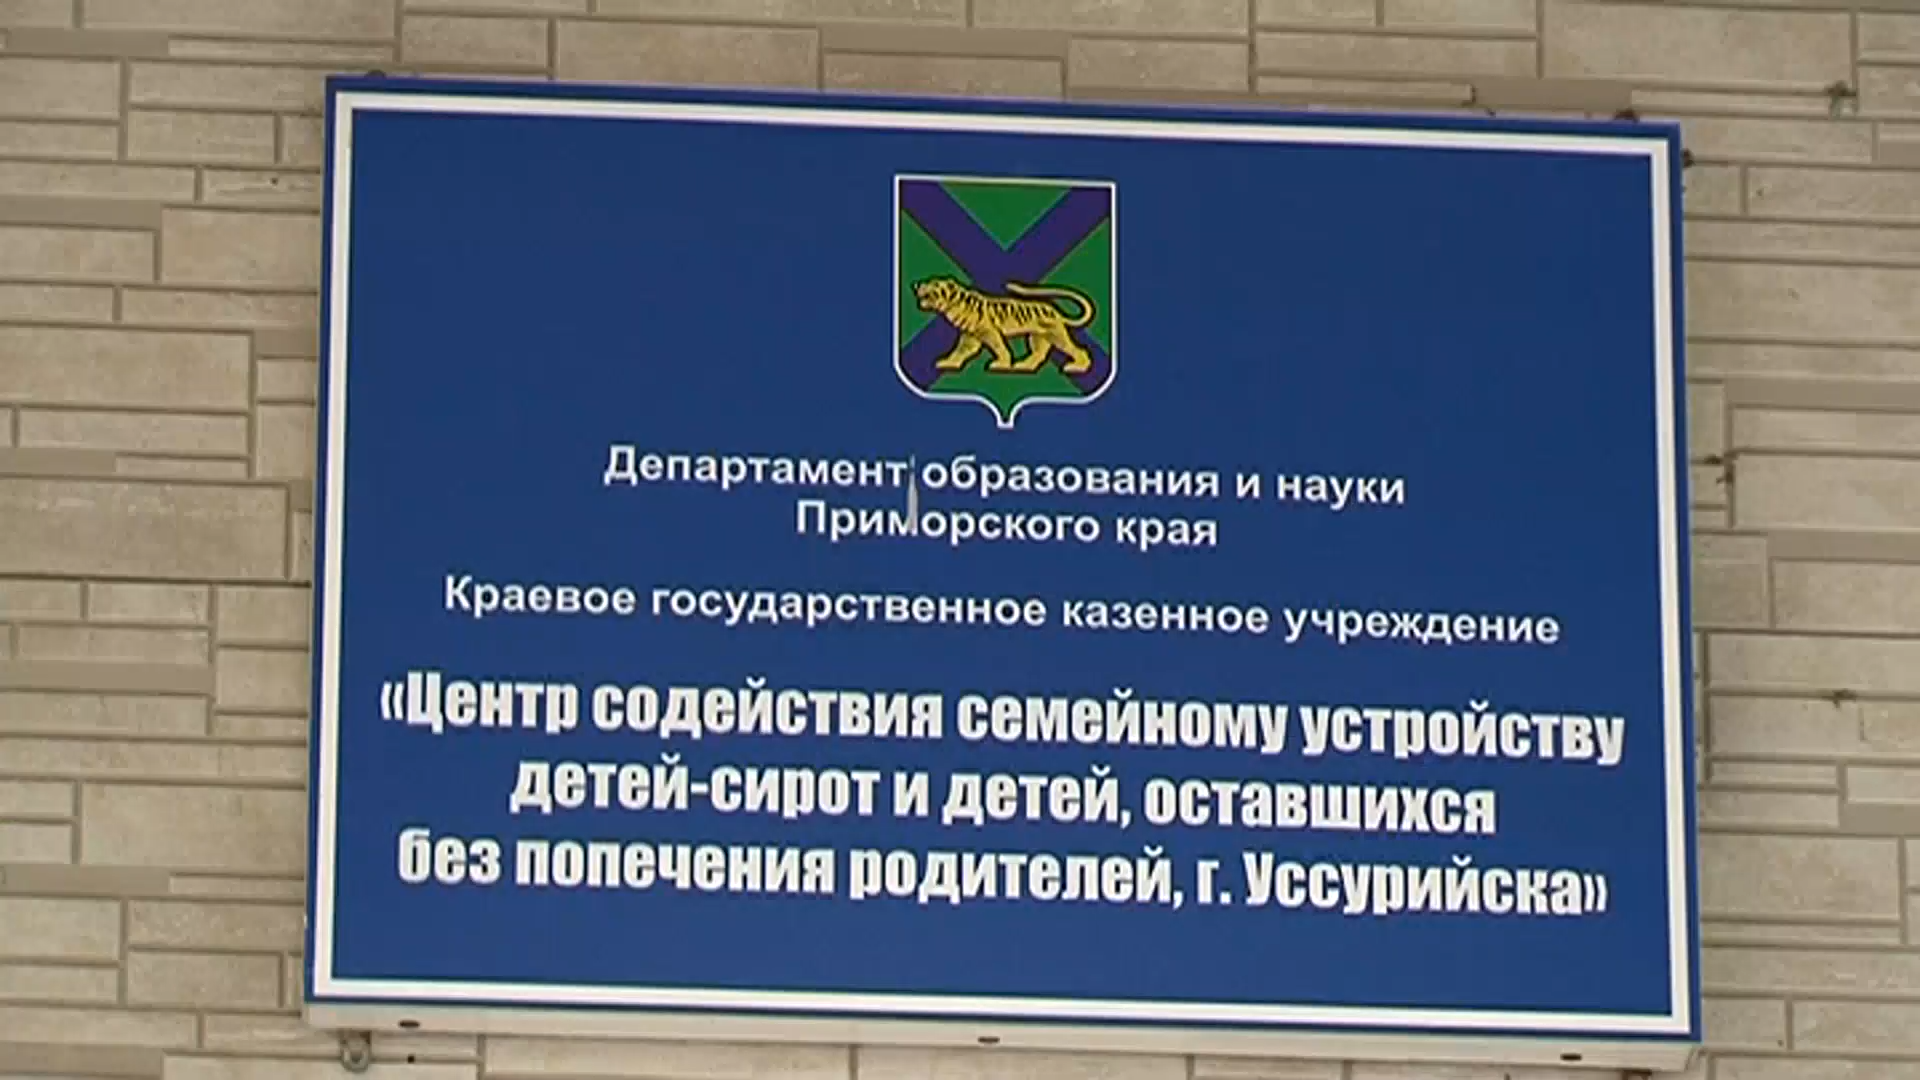 Департамент образования и науки
Приморского края
Краевое государственное казенное учреждение
«Центр содействия семейному устройству
детей-сирот и детей, оставшихся
без попечения родителей, г. Уссурийска»